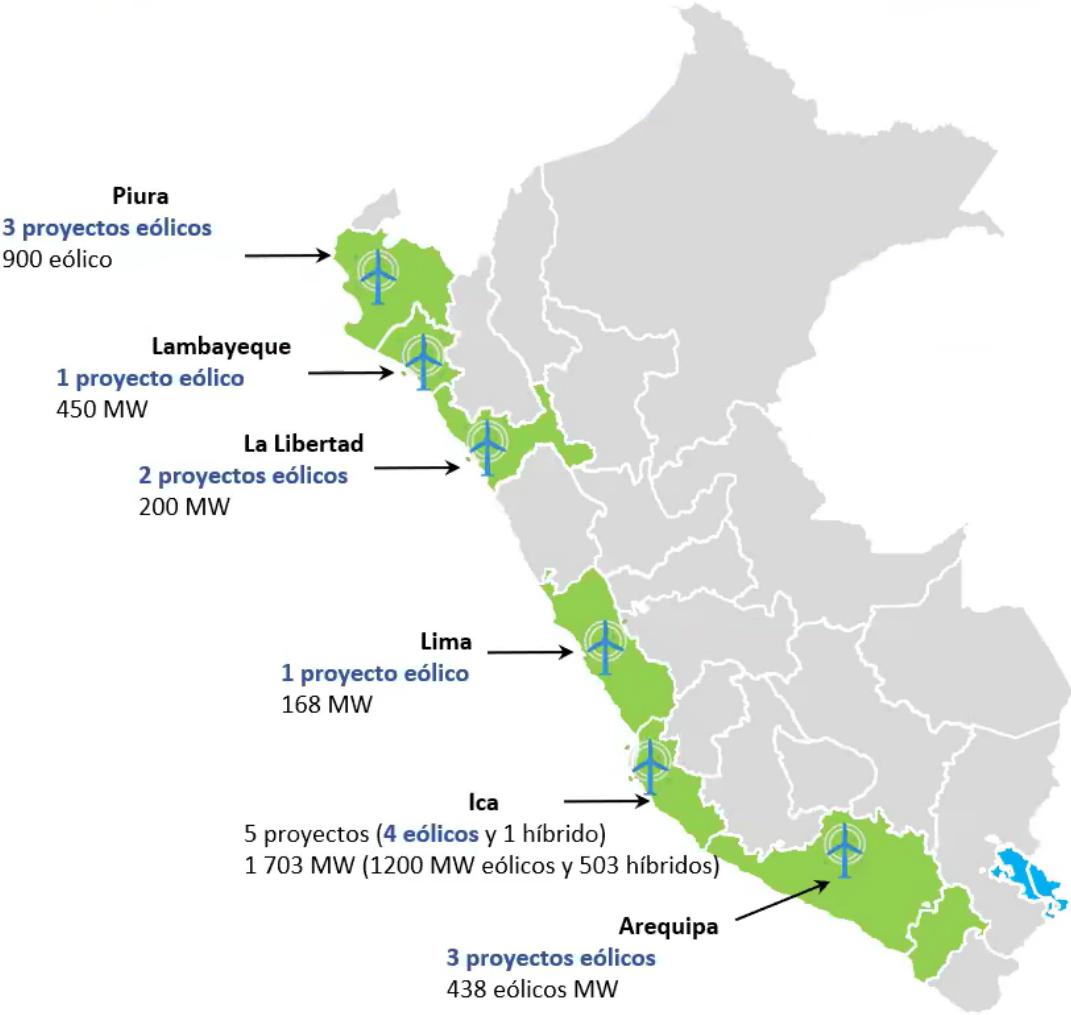 Piura
3 proyectos eólicos
900 eólico
Lambayeque
1 proyecto eólico
450 MW
La Libertad
2 proyectos eólicos
200 MW
Lima
1 proyecto eólico
168 MW
Ica
5 proyectos (4 eólicos y 1 híbrido)
1 703 MW (1200 MW eólicos y 503 híbridos)
Arequipa
3 proyectos eólicos
438 eólicos MW